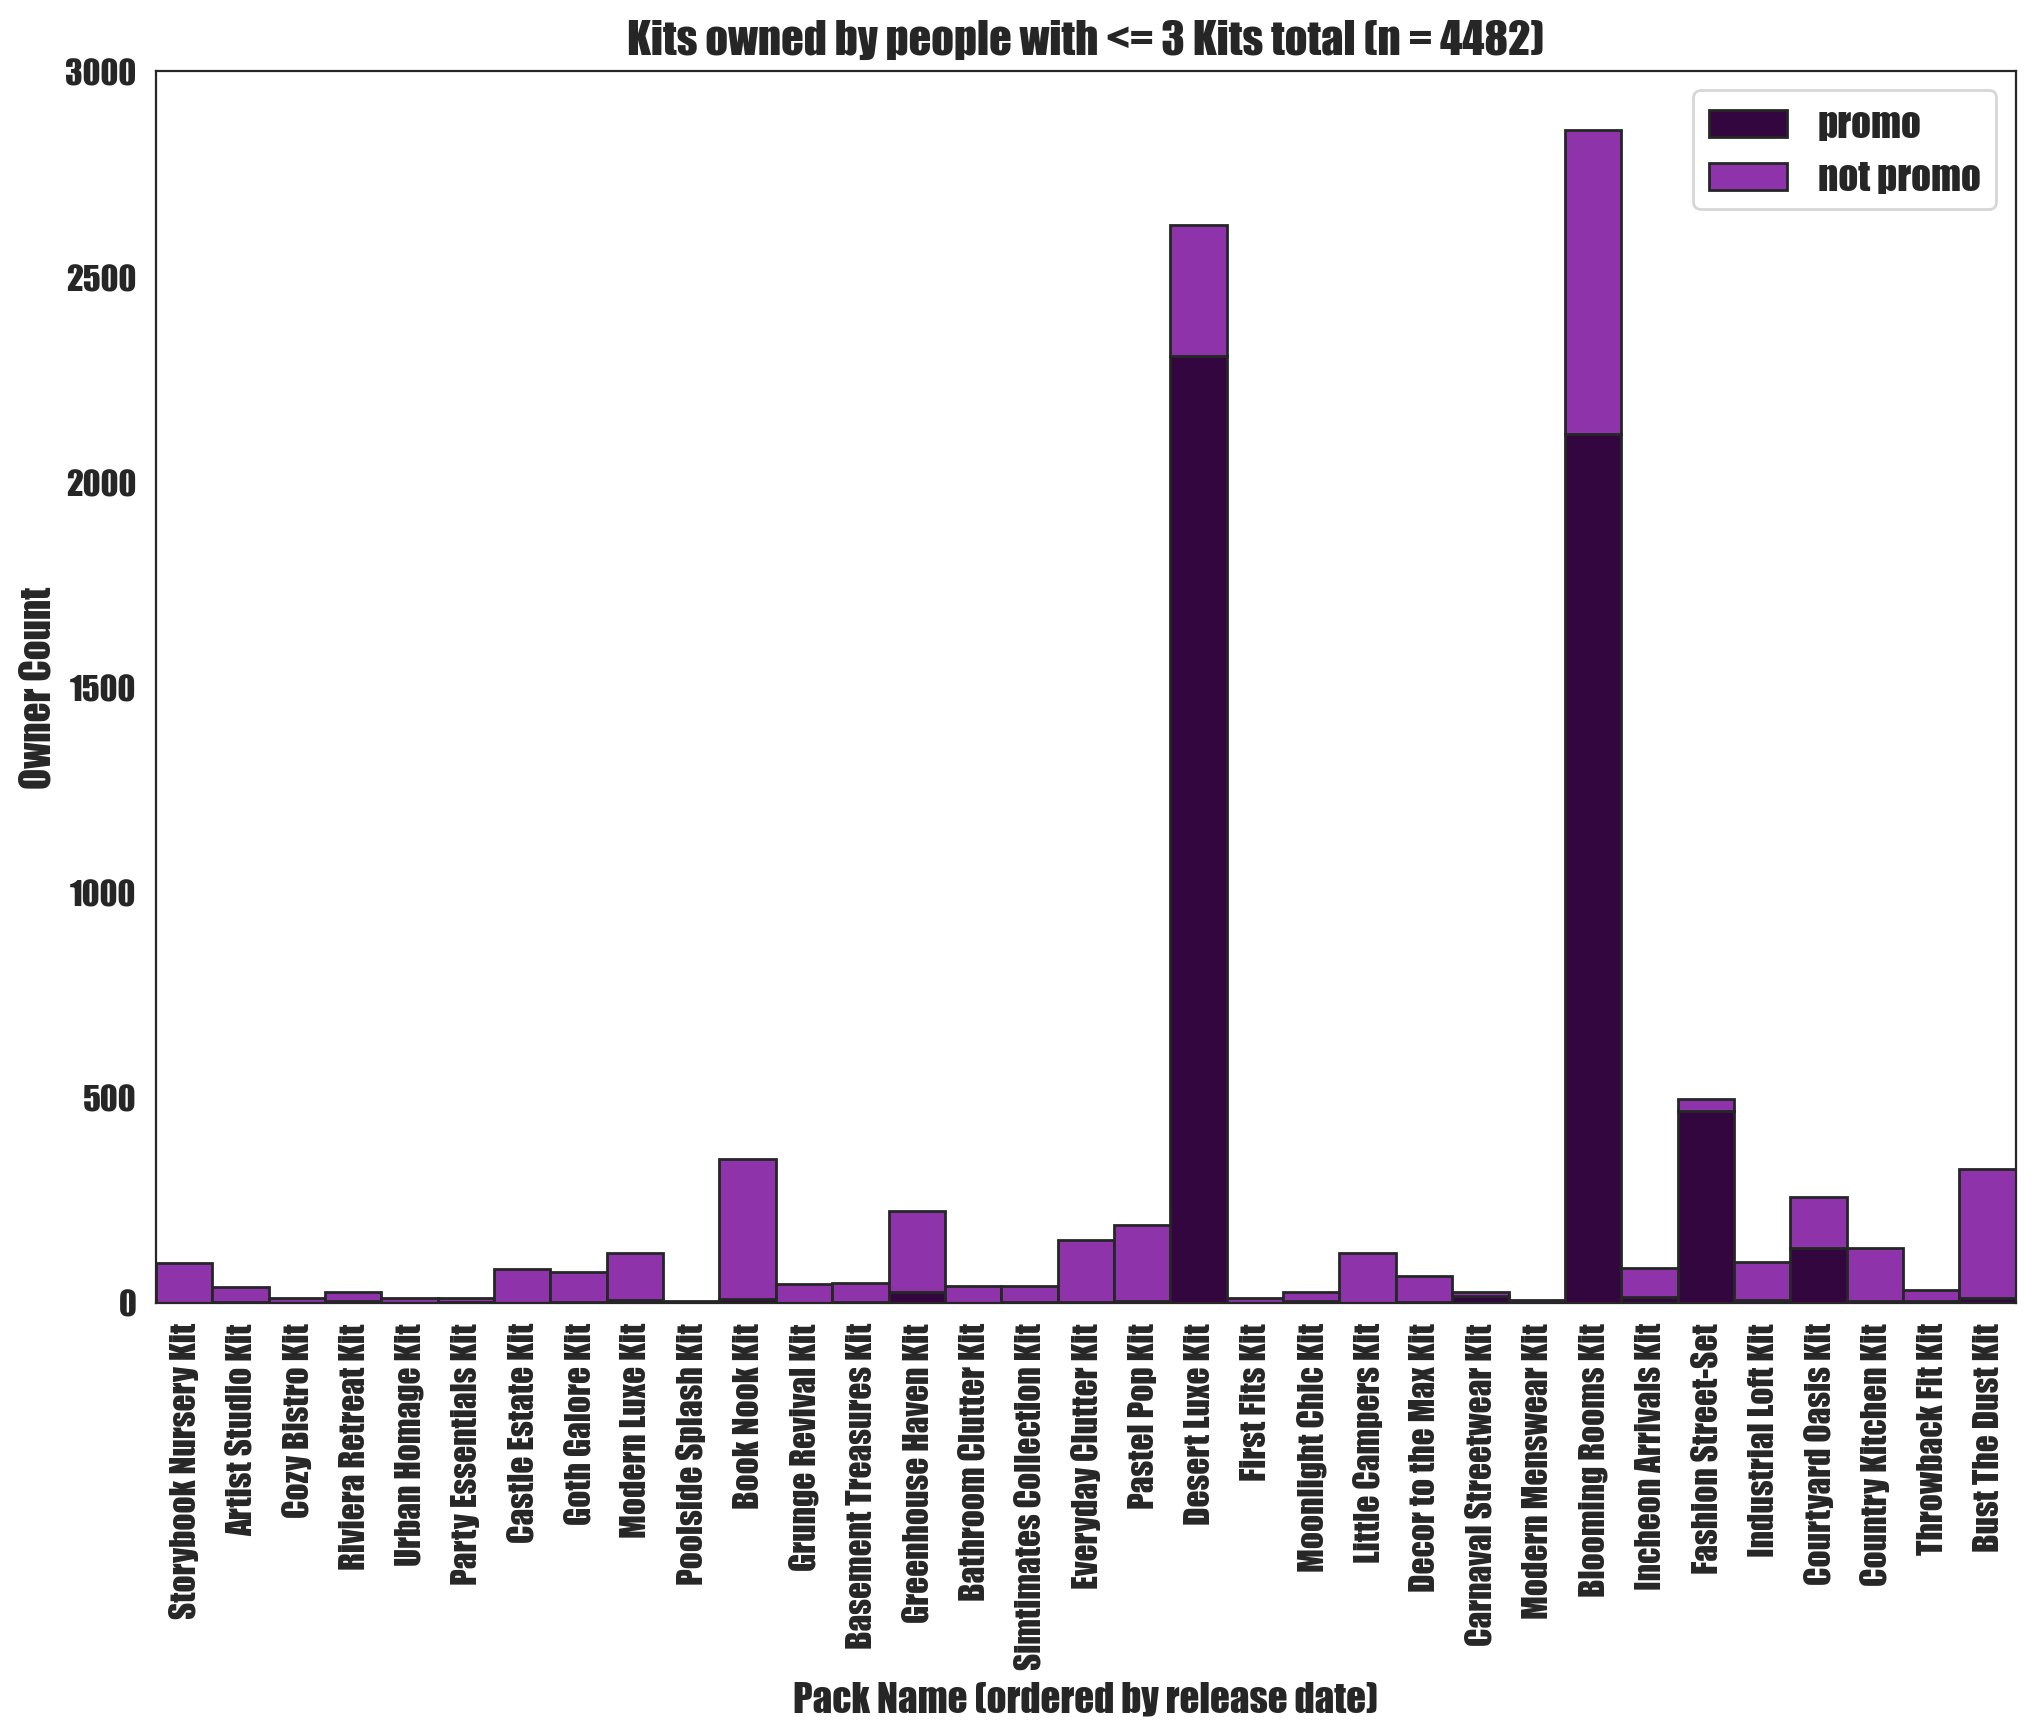 Kits owned by people with <= 3 Kits total (n = 4482)
3000
2500
2000
1500
1000
500
0
Owner Count
promo
not promo
Storybook Nursery Kit
Artist Studio Kit
Cozy Bistro Kit
Riviera Retreat Kit
Urban Homage Kit
Party Essentials Kit
Castle Estate Kit
Goth Galore Kit
Modern Luxe Kit
Poolside Splash Kit
Book Nook Kit
Grunge Revival Kit
Basement Treasures Kit
Greenhouse Haven Kit
Bathroom Clutter Kit
Simtimates Collection Kit
Everyday Clutter Kit
Pastel Pop Kit
Desert Luxe Kit
First Fits Kit
Moonlight Chic Kit
Little Campers Kit
Decor to the Max Kit
Carnaval Streetwear Kit
Modern Menswear Kit
Blooming Rooms Kit
Incheon Arrivals Kit
Fashion Street-Set
Industrial Loft Kit
Courtyard Oasis Kit
Country Kitchen Kit
Throwback Fit Kit
Bust The Dust Kit
Pack Name (ordered by release date)